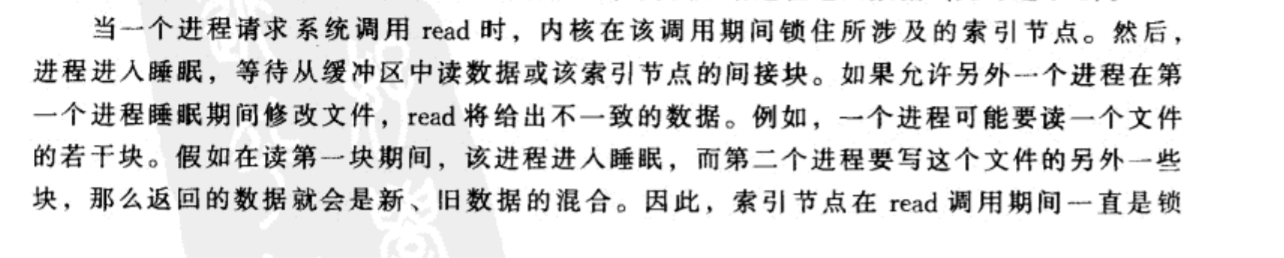 当一个进程请求系统调用 read 时，内核在该调用期间锁住所涉及的索引节点。然后，
进程进入睡眠，等待从缓冲区中读数据或该索引节点的间接块。如果允许另外一个进程在第
一个进程睡眠期间修改文件，read 将给出不一致的数据。例如，一个进程可能要读一个文件
的若干块。假如在读第一块期间，该进程进入睡眠，而第二个进程要写这个文件的另外一些
块，那么返回的数据就会是新、旧数据的混合。因此，索引节点在 read 调用期间一直是锁